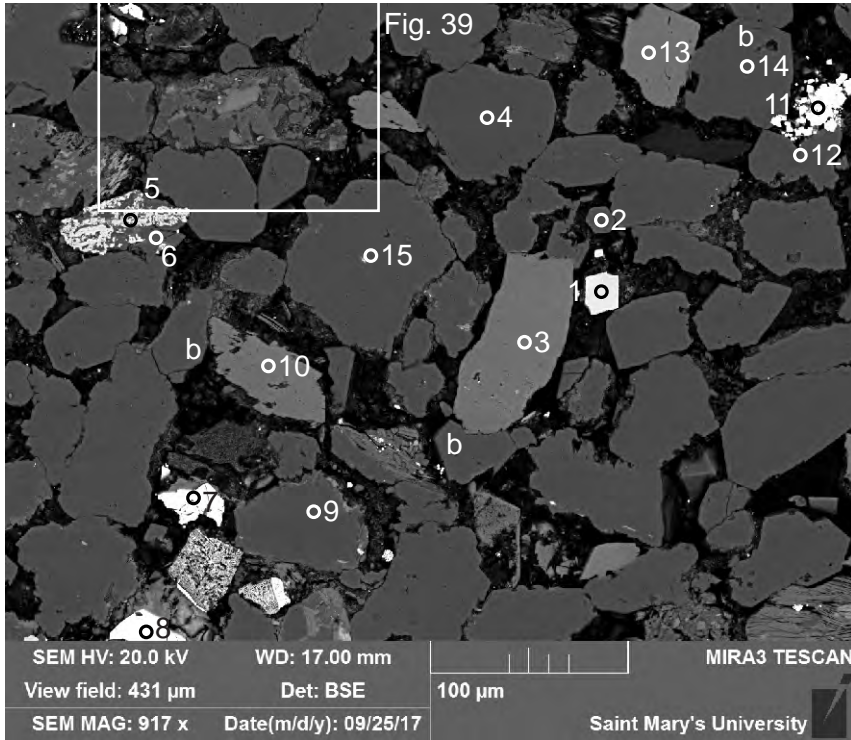 Fig. 39
13
b
14
11
4
12
5
2
6
15
1
3
b
10
b
7
9
8
SEM HV: 20.0 kV WD: 17.00 mm MIRA3 TESCAN
View field: 431 µm Det: BSE 100 µm
SEM MAG: 917 x Date(m/d/y): 09/25/17 Saint Mary's University